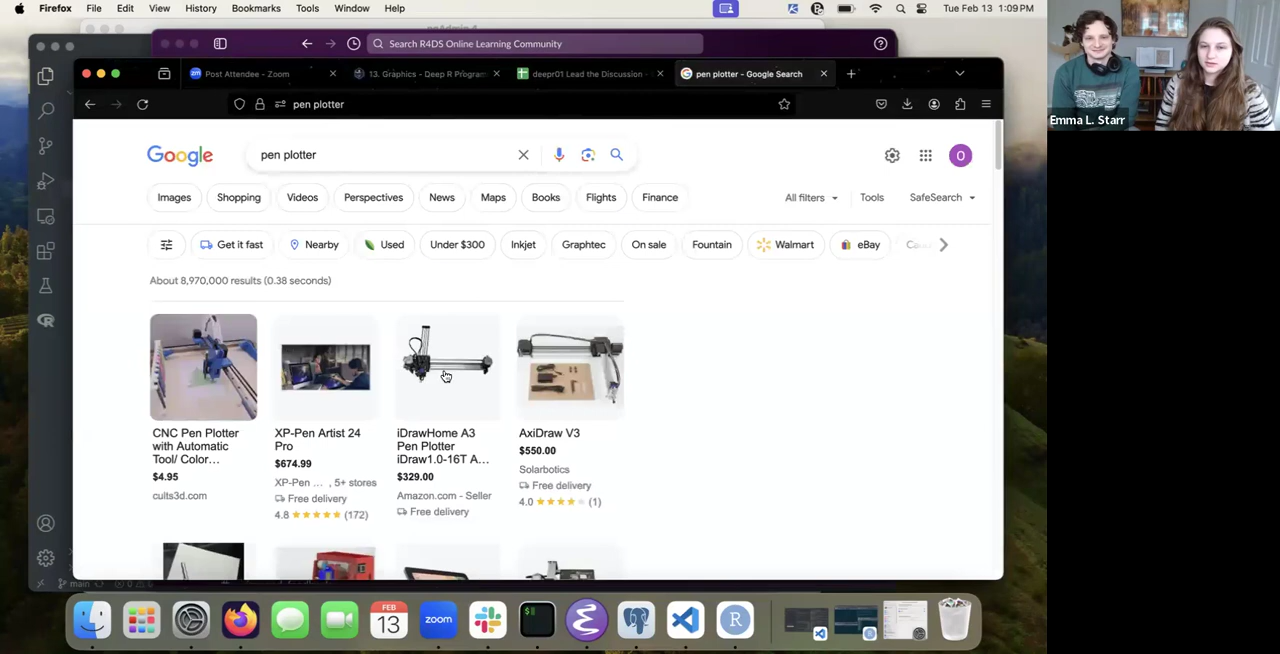 Firefox File Edit View History Bookmarks Tools Window Help
Tue Feb 13 1:09 PM
Search R4DS Online Learning Community
Post Attendee - Zoom
13. Graphics - Deep R Program
deepr01 Lead the Discussion -
pen plotter - Google Search
pen plotter
Google
pen plotter
O
Images Shopping Videos Perspectives News Maps Books Flights Finance
All filters Tools SafeSearch
Get it fast Nearby Used Under $300 Inkjet Graphtec On sale Fountain Walmart eBay
About 8,970,000 results (0.38 seconds)
CNC Pen Plotter
with Automatic
Tool/ Color...
$4.95
cults3d.com
XP-Pen Artist 24
Pro
$674.99
XP-Pen ... , 5+ stores
Free delivery
4.8 (172)
iDrawHome A3
Pen Plotter
iDraw1.0-16T A...
$329.00
Amazon.com - Seller
Free delivery
AxiDraw V3
$550.00
Solarbotics
Free delivery
4.0 (1)
main
Emma L. Starr
FEB
13
zoom
R